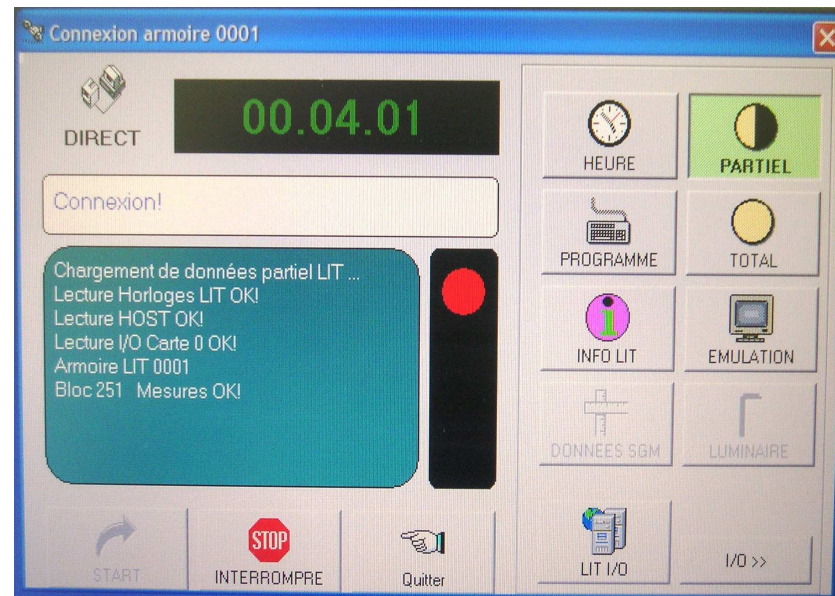 Connexion armoire 0001
DIRECT
00.04.01
Connexion!
Chargement de données partiel LIT ...
Lecture Horloges LIT OK!
Lecture HOST OK!
Lecture I/O Carte 0 OK!
Armoire LIT 0001
Bloc 251 Mesures OK!
START
STOP
INTERROMPRE
Quitter
HEURE
PARTIEL
PROGRAMME
TOTAL
INFO LIT
EMULATION
DONNEES SGM
LUMINAIRE
LIT I/O
I/O >>